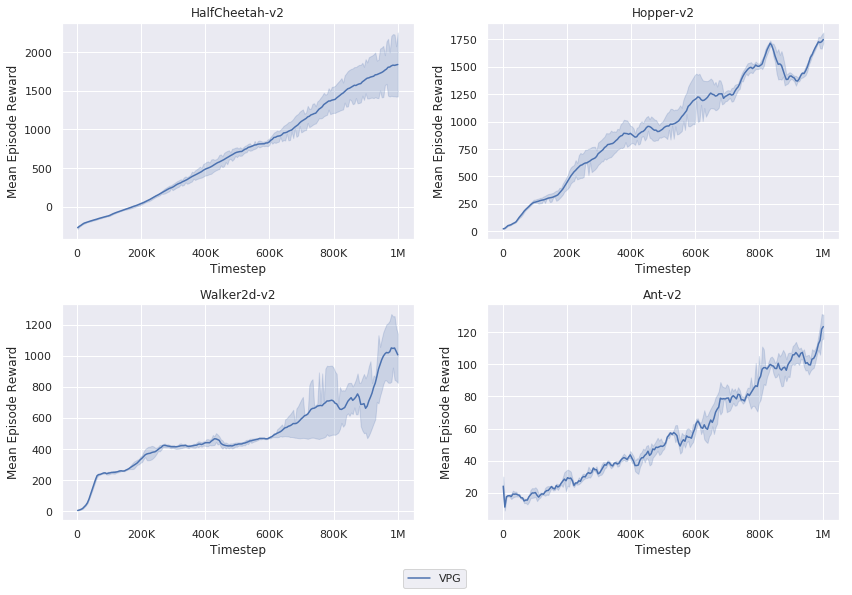 HalfCheetah-v2
Mean Episode Reward
2000
1500
1000
500
0
0 200K 400K 600K 800K 1M
Timestep
Hopper-v2
Mean Episode Reward
1750
1500
1250
1000
750
500
250
0
0 200K 400K 600K 800K 1M
Timestep
Walker2d-v2
Mean Episode Reward
1200
1000
800
600
400
200
0
0 200K 400K 600K 800K 1M
Timestep
Ant-v2
Mean Episode Reward
120
100
80
60
40
20
0 200K 400K 600K 800K 1M
Timestep
VPG